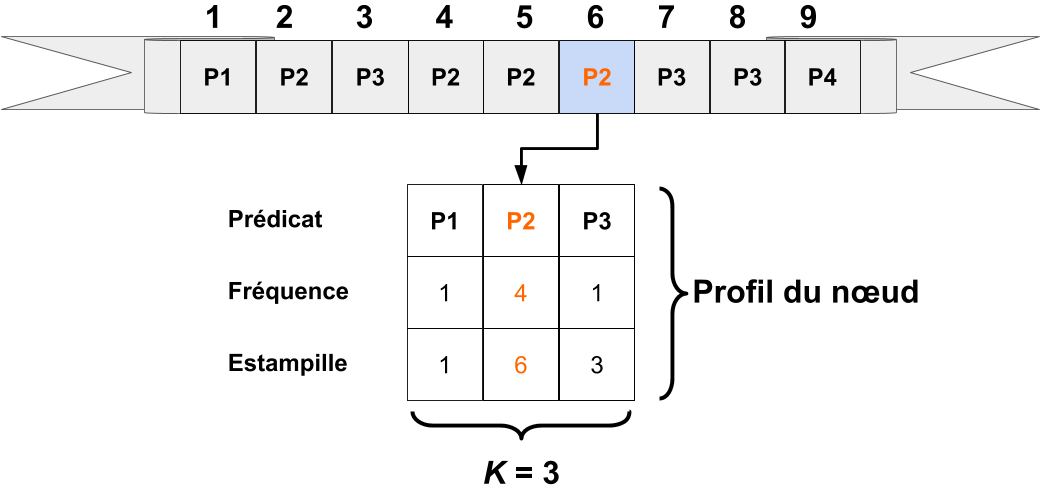 1 2 3 4 5 6 7 8 9
P1 P2 P3 P2 P2 P2 P3 P3 P4
Prédicat P1 P2 P3
Fréquence 1 4 1
Profil du nœud
Estampille 1 6 3
K = 3